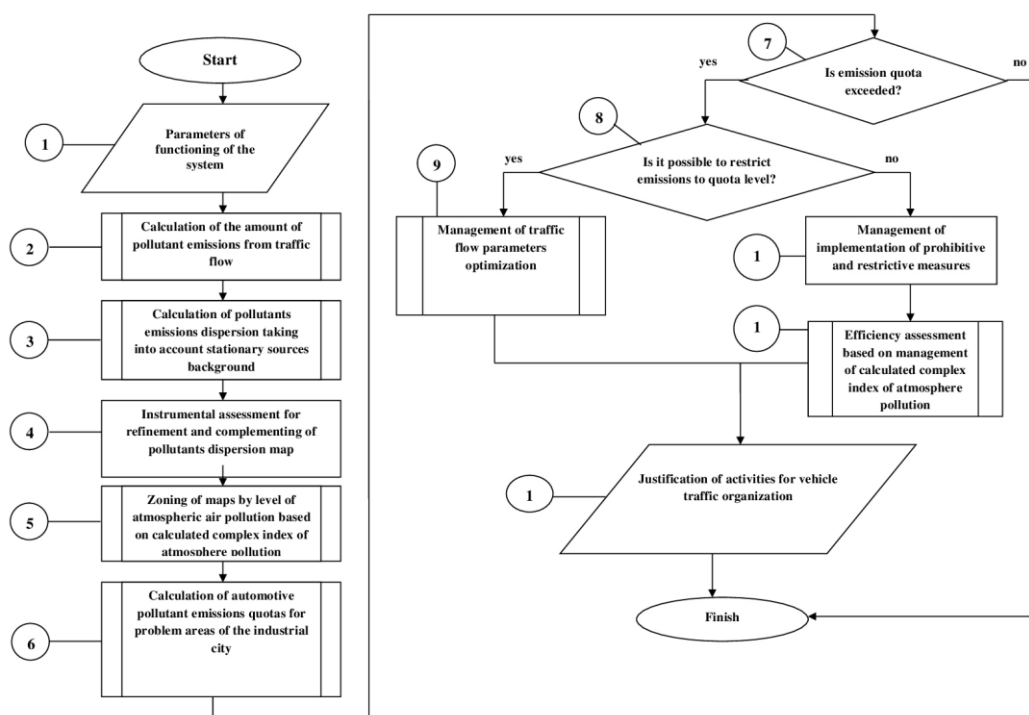 Start
1
Parameters of
functioning of the
system
2
Calculation of the amount of
pollutant emissions from traffic
flow
3
Calculation of pollutants
emissions dispersion taking
into account stationary sources
background
4
Instrumental assessment for
refinement and complementing of
pollutants dispersion map
5
Zoning of maps by level of
atmospheric air pollution based
on calculated complex index of
atmosphere pollution
6
Calculation of automotive
pollutant emissions quotas for
problem areas of the industrial
city
7
yes
no
Is emission quota
exceeded?
8
yes
no
Is it possible to restrict
emissions to quota level?
9
Management of traffic
flow parameters
optimization
1
Management of
implementation of prohibitive
and restrictive measures
1
Efficiency assessment
based on management
of calculated complex
index of atmosphere
pollution
1
Justification of activities for vehicle
traffic organization
Finish